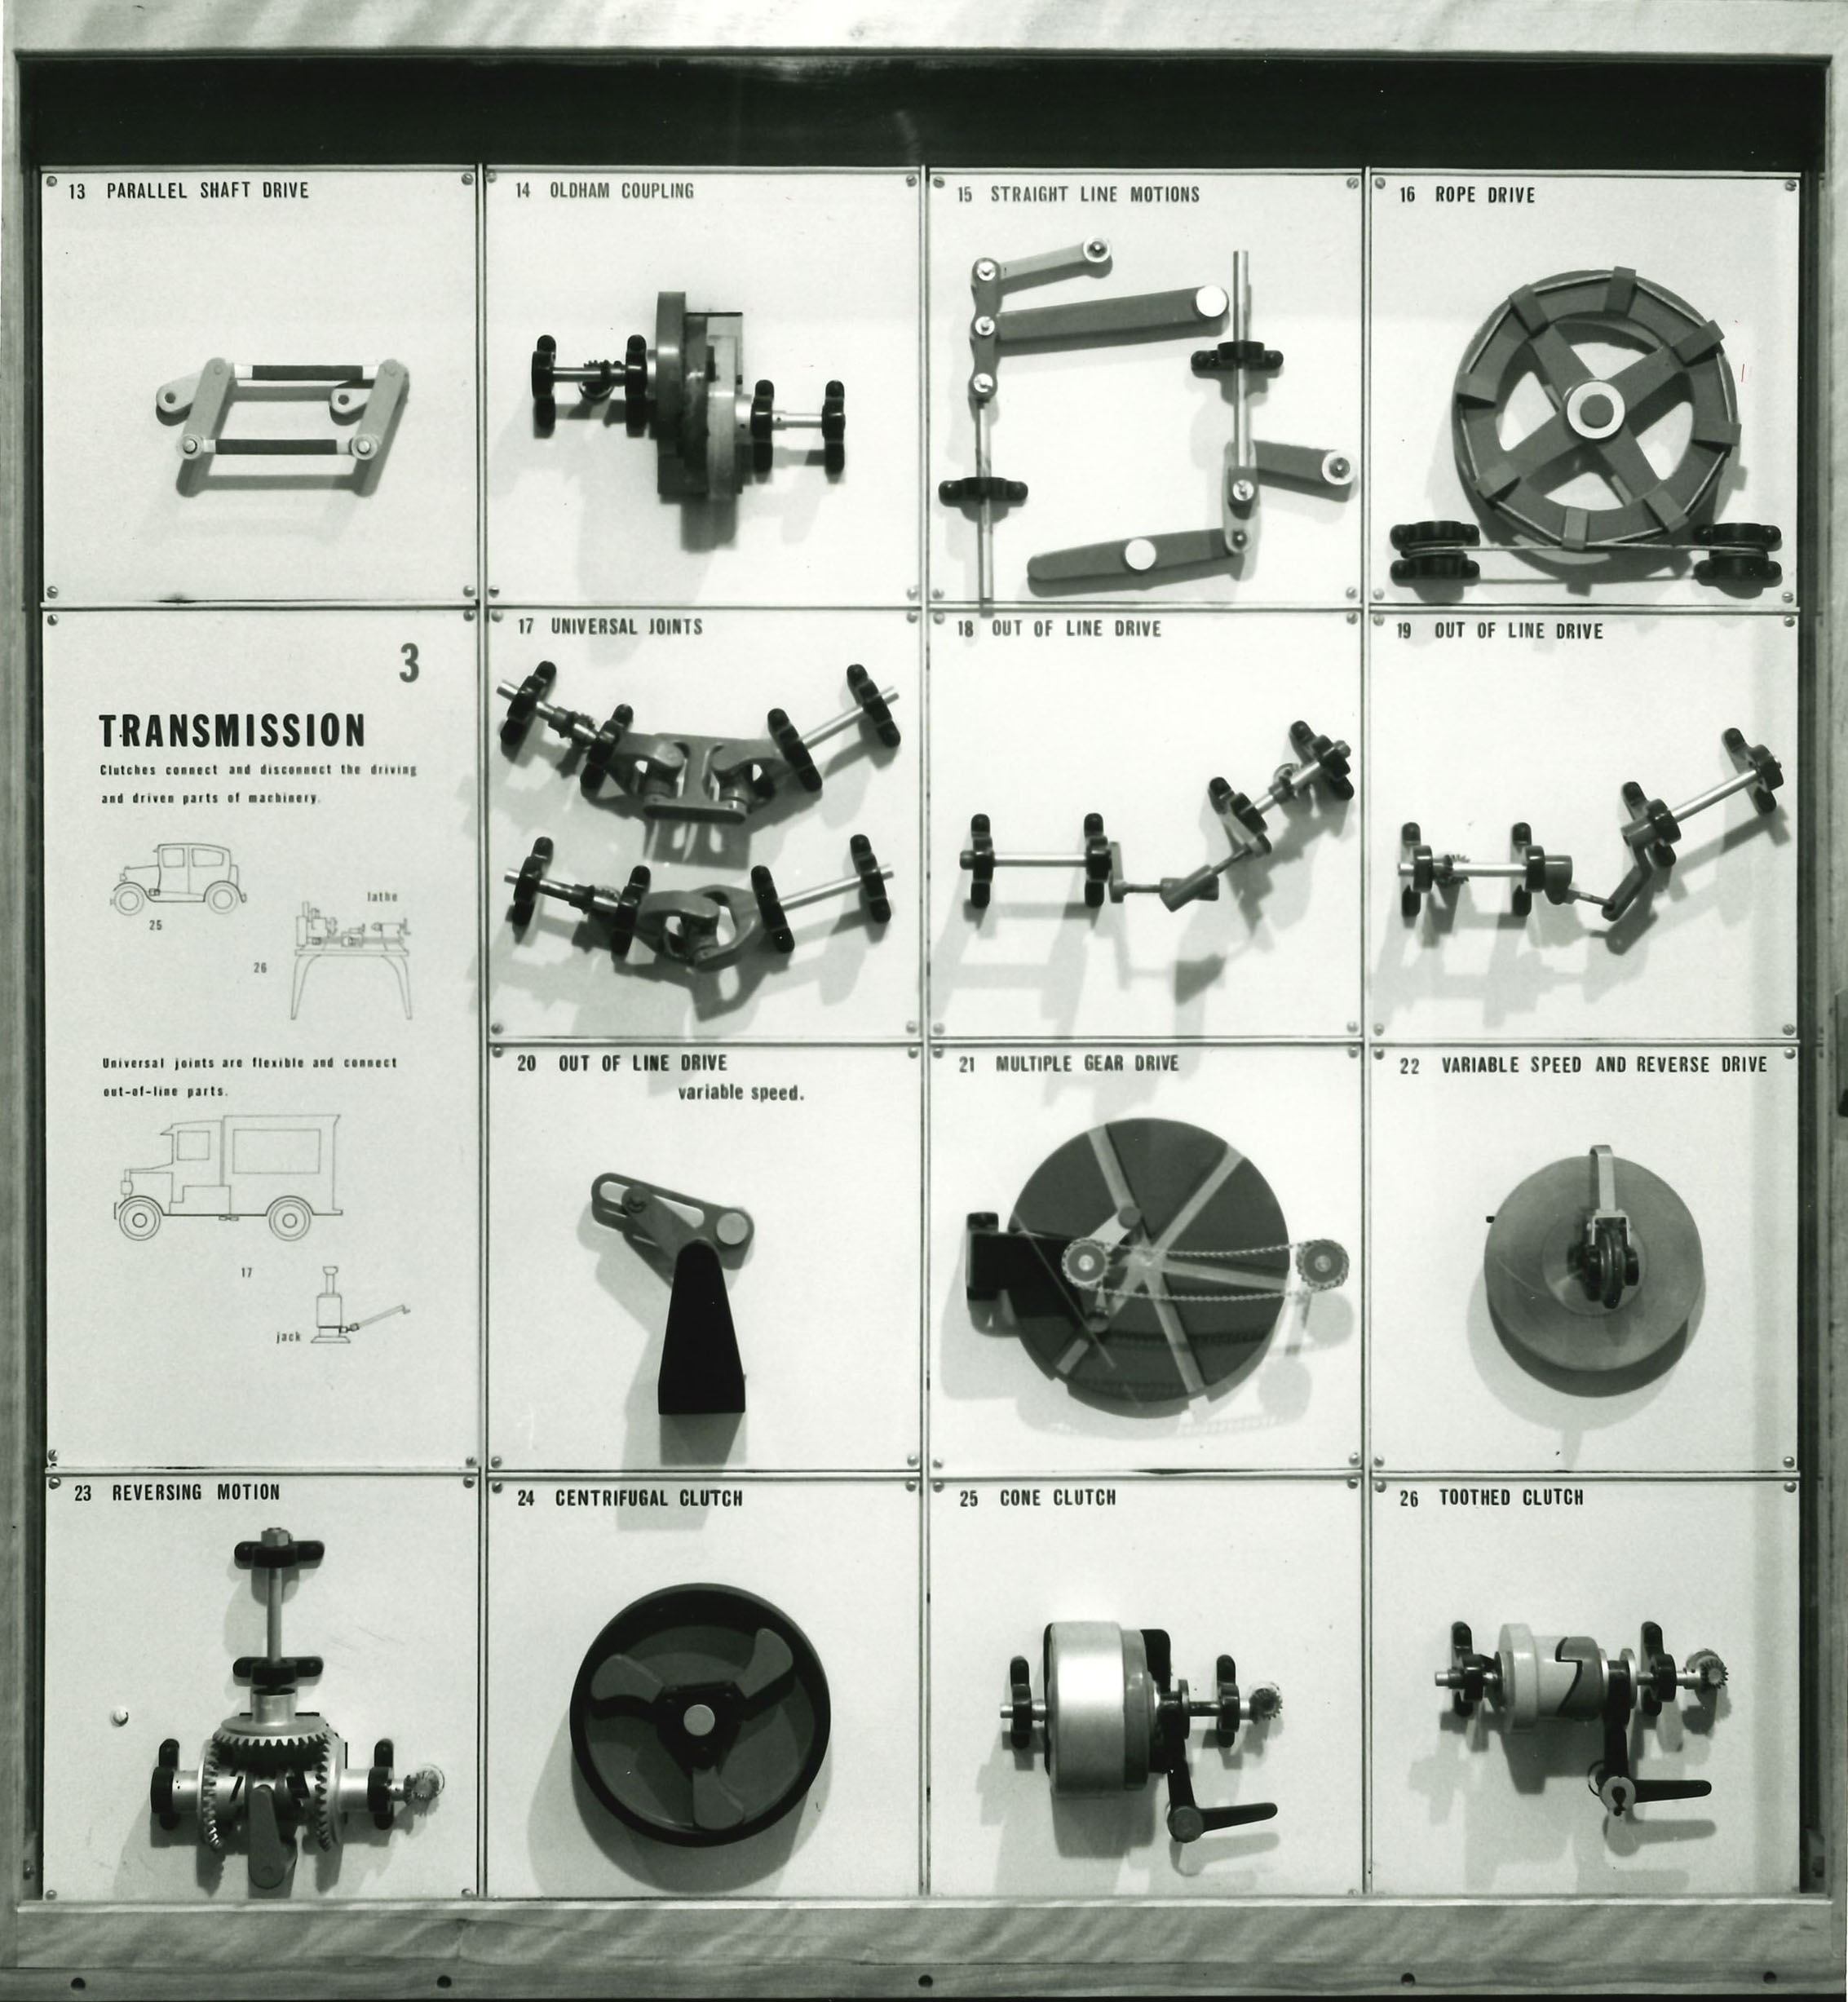 13 PARALLEL SHAFT DRIVE
14 OLDHAM COUPLING
15 STRAIGHT LINE MOTIONS
16 ROPE DRIVE
3
TRANSMISSION
Clutches connect and disconnect the driving
and driven parts of machinery.
25
lathe
26
Universal joints are flexible and connect
out-of-line parts.
17
jack
17 UNIVERSAL JOINTS
18 OUT OF LINE DRIVE
19 OUT OF LINE DRIVE
20 OUT OF LINE DRIVE
variable speed.
21 MULTIPLE GEAR DRIVE
22 VARIABLE SPEED AND REVERSE DRIVE
23 REVERSING MOTION
24 CENTRIFUGAL CLUTCH
25 CONE CLUTCH
26 TOOTHED CLUTCH